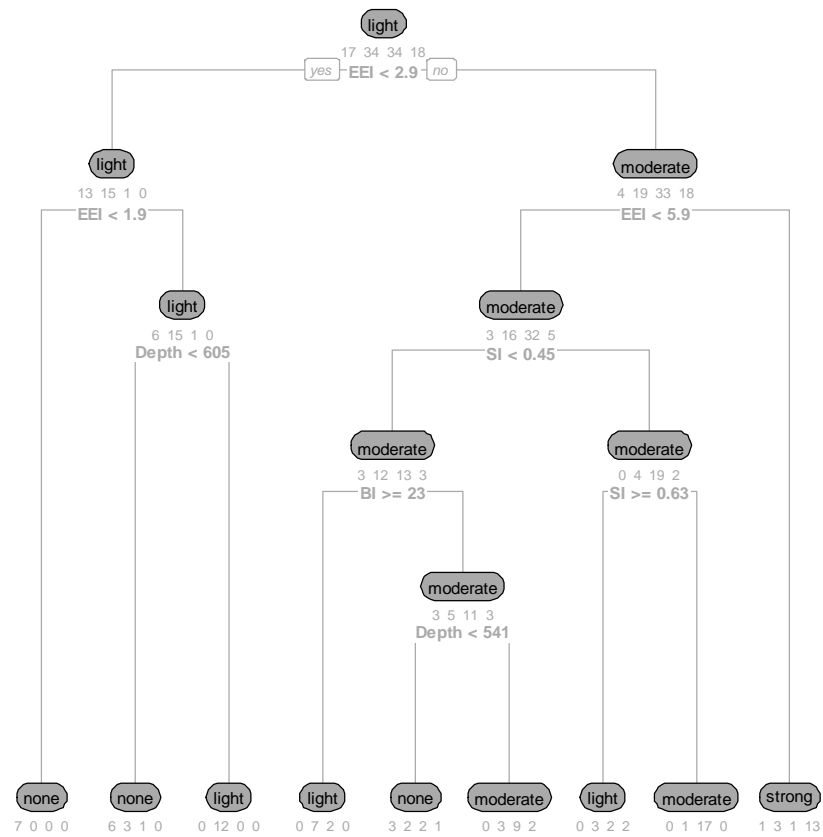 light
17 34 34 18
yes EEI < 2.9 no
light
moderate
13 15 1 0
4 19 33 18
EEI < 1.9
EEI < 5.9
light
moderate
6 15 1 0
3 16 32 5
Depth < 605
SI < 0.45
moderate
moderate
3 12 13 3
0 4 19 2
BI >= 23
SI >= 0.63
moderate
3 5 11 3
Depth < 541
none none light light none moderate light moderate strong
7 0 0 0 6 3 1 0 0 12 0 0 0 7 2 0 3 2 2 1 0 3 9 2 0 3 2 2 0 1 17 0 1 3 1 13